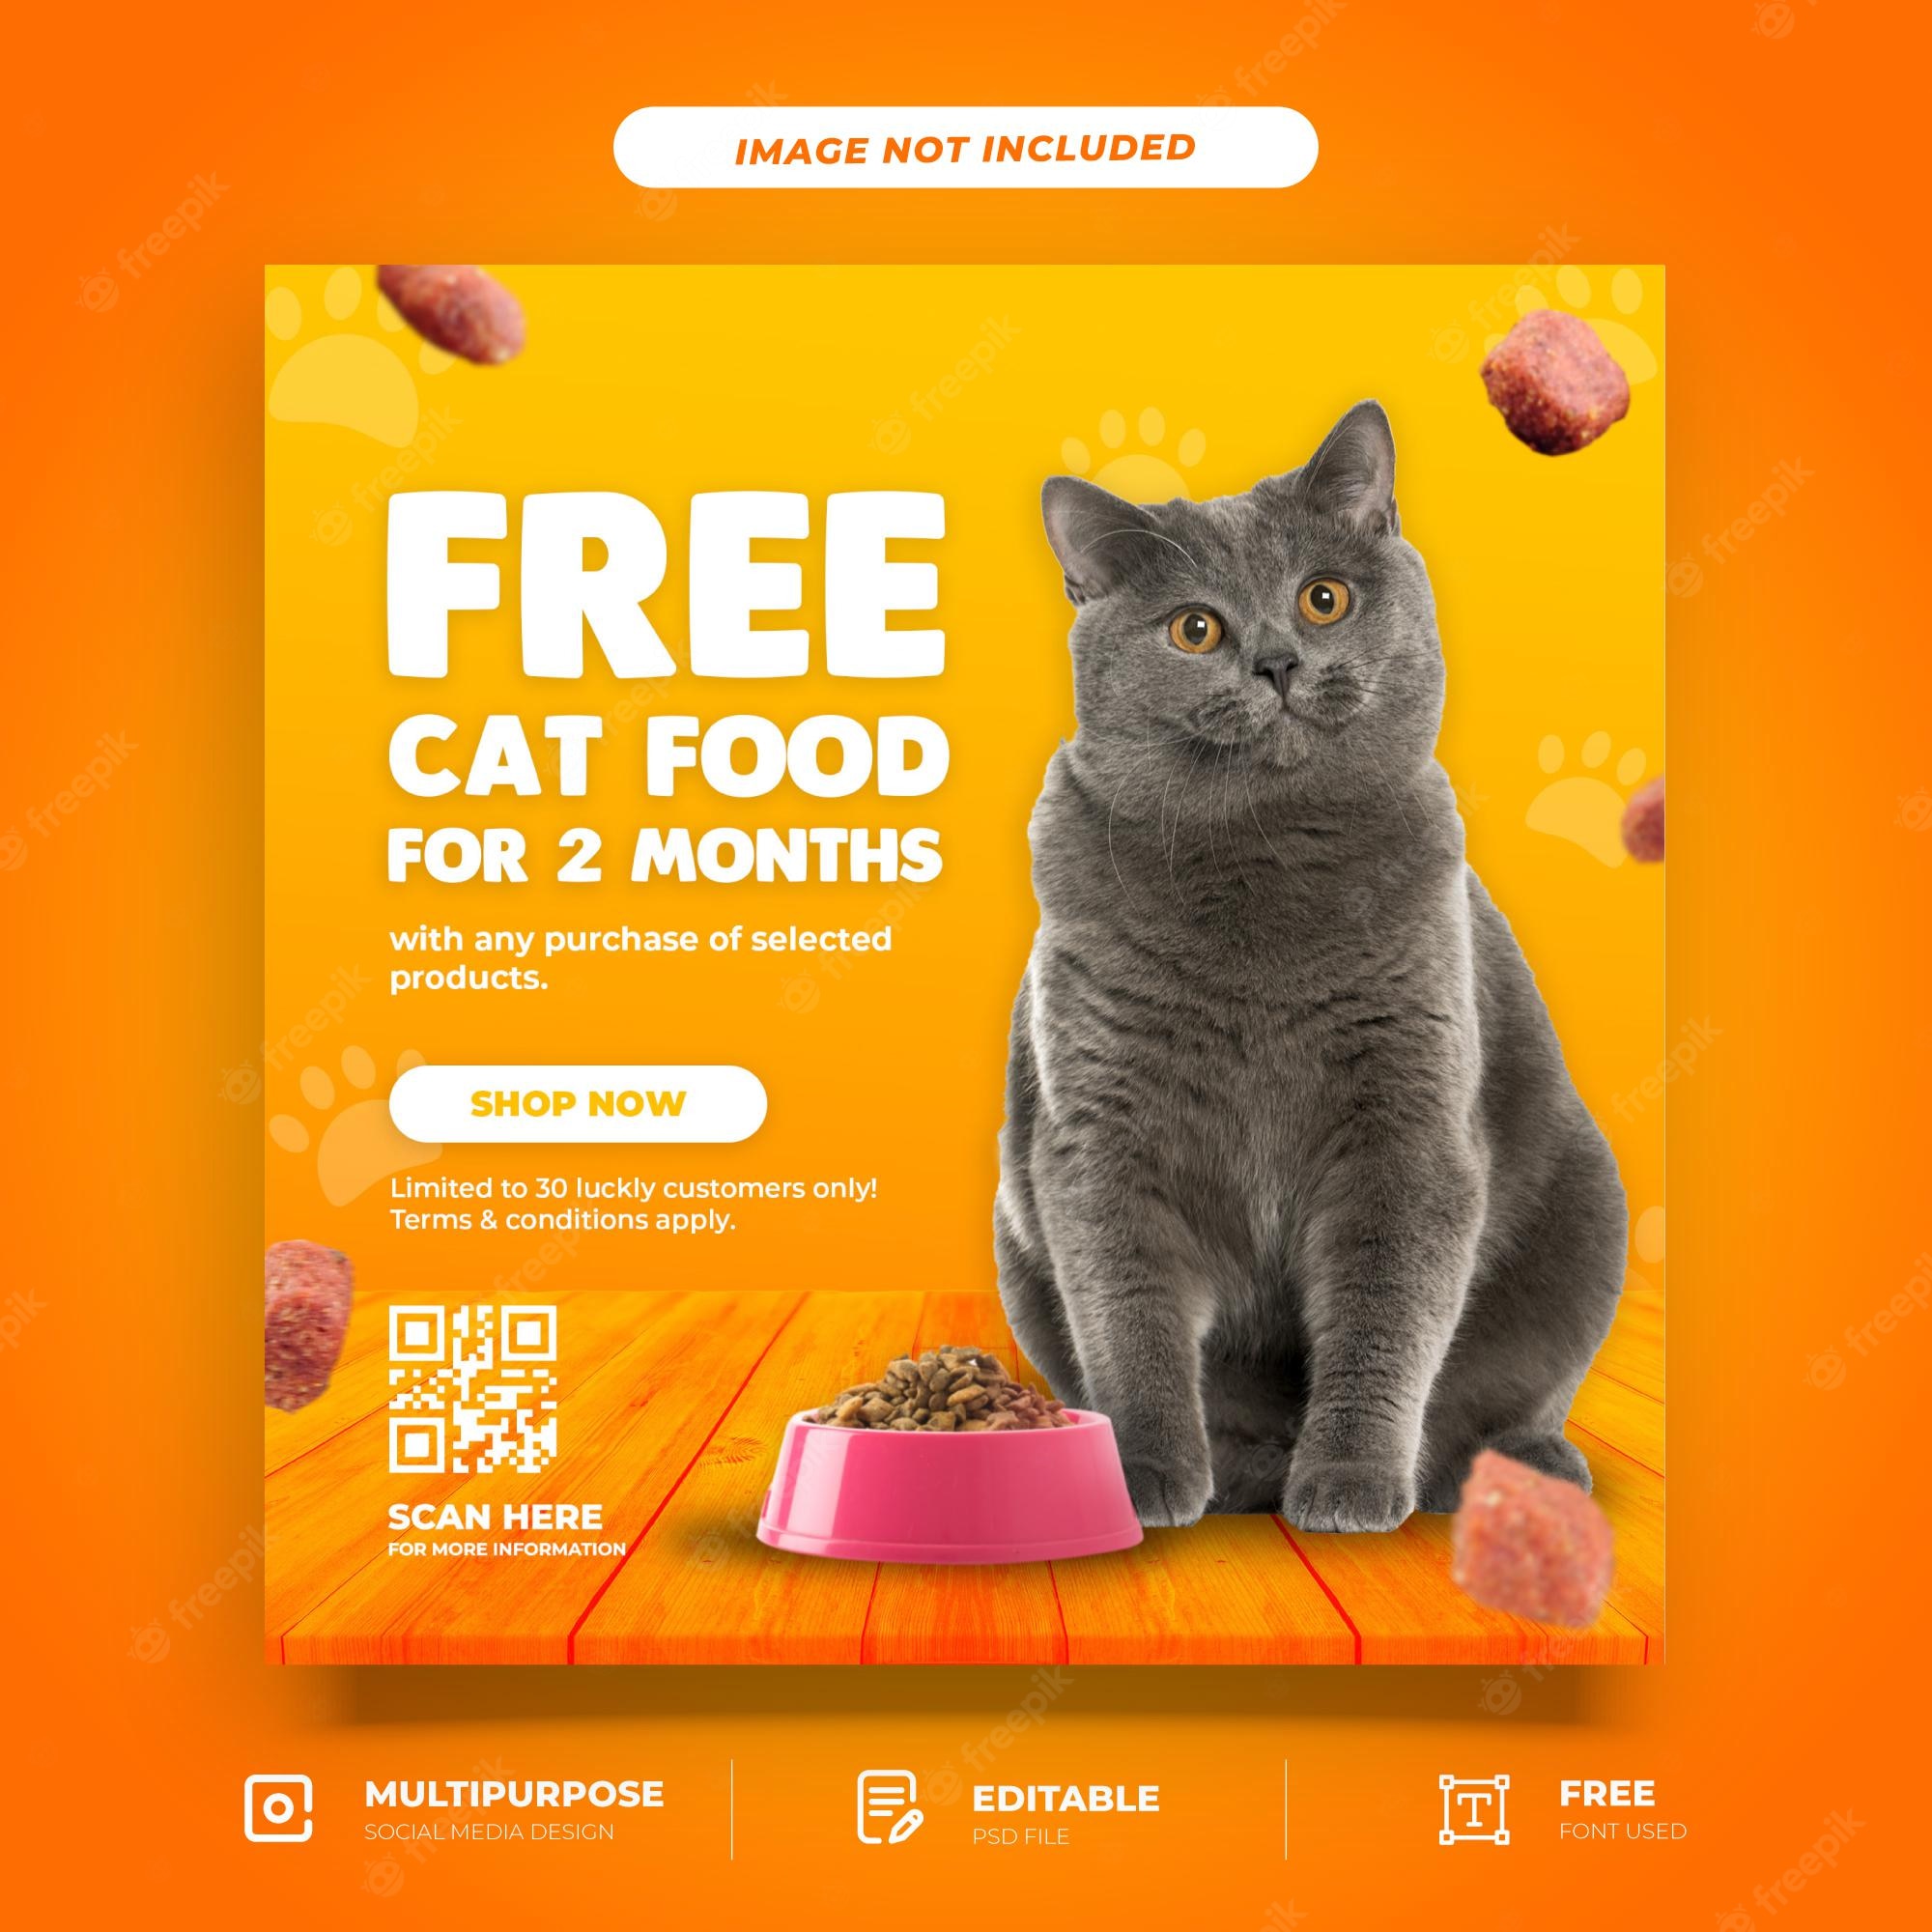 IMAGE NOT INCLUDED
FREE
CAT FOOD
FOR 2 MONTHS
with any purchase of selected
products.
SHOP NOW
Limited to 30 luckly customers only!
Terms & conditions apply.
SCAN HERE
FOR MORE INFORMATION
MULTIPURPOSE
SOCIAL MEDIA DESIGN
EDITABLE
PSD FILE
FREE
FONT USED
freepik